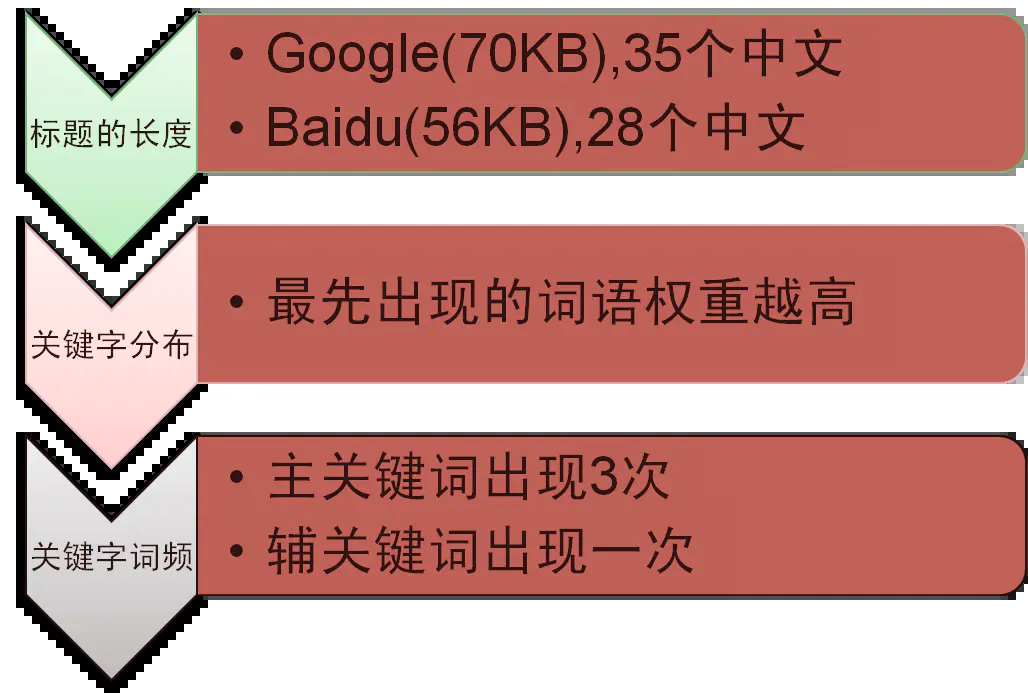 标题的长度
• Google(70KB),35个中文
• Baidu(56KB),28个中文
关键字分布
• 最先出现的词语权重越高
关键字词频
• 主关键词出现3次
• 辅关键词出现一次